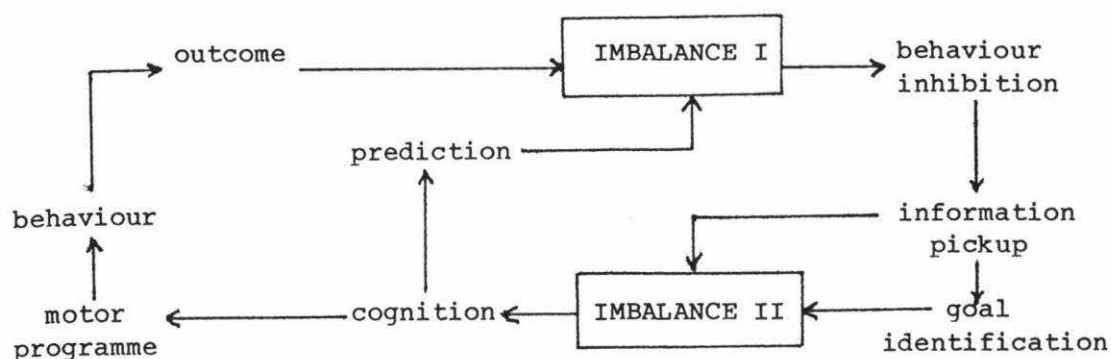 outcome
IMBALANCE I
behaviour
inhibition
prediction
behaviour
information
pickup
motor
programme
cognition
IMBALANCE II
goal
identification